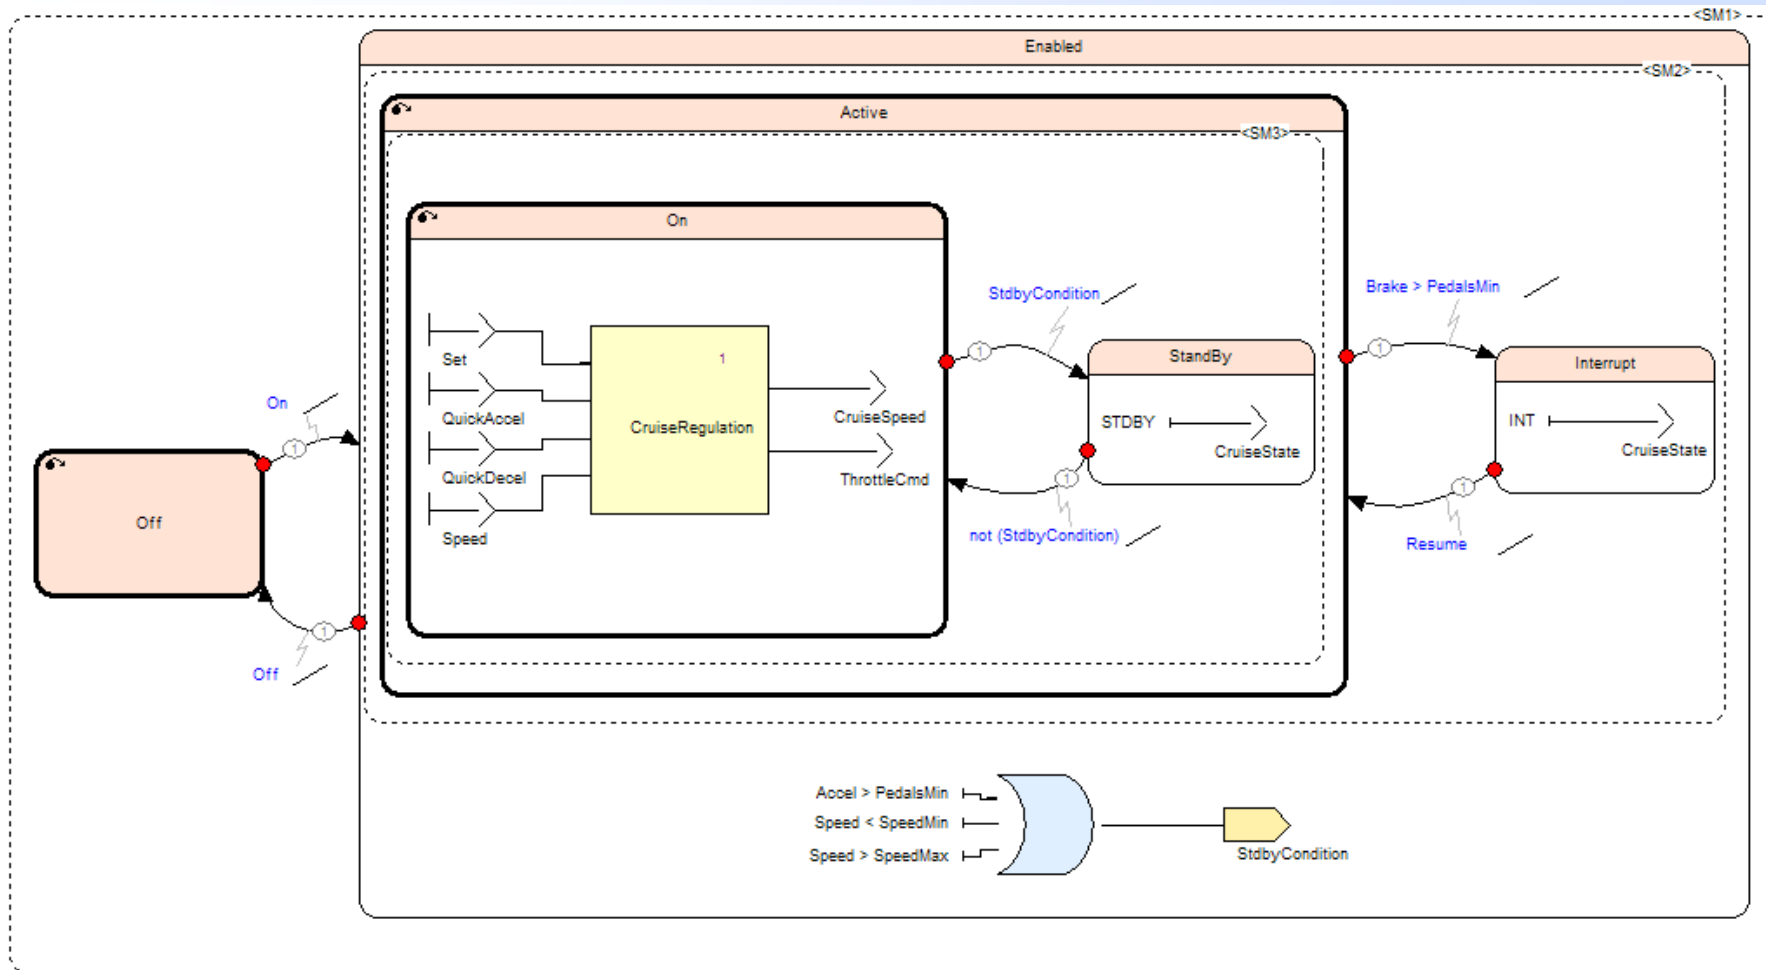 <SM1>
Enabled
<SM2>
Active
<SM3>
On
StdbyCondition
Brake > PedalsMin
Set
1
CruiseRegulation
CruiseSpeed
1
StandBy
1
Interrupt
On
QuickAccel
STDBY
INT
1
QuickDecel
ThrottleCmd
CruiseState
CruiseState
Off
Speed
1
not (StdbyCondition)
1
Resume
1
Off
Accel > PedalsMin
Speed < SpeedMin
Speed > SpeedMax
StdbyCondition